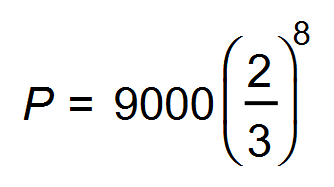 P = 9000(2/3)^8